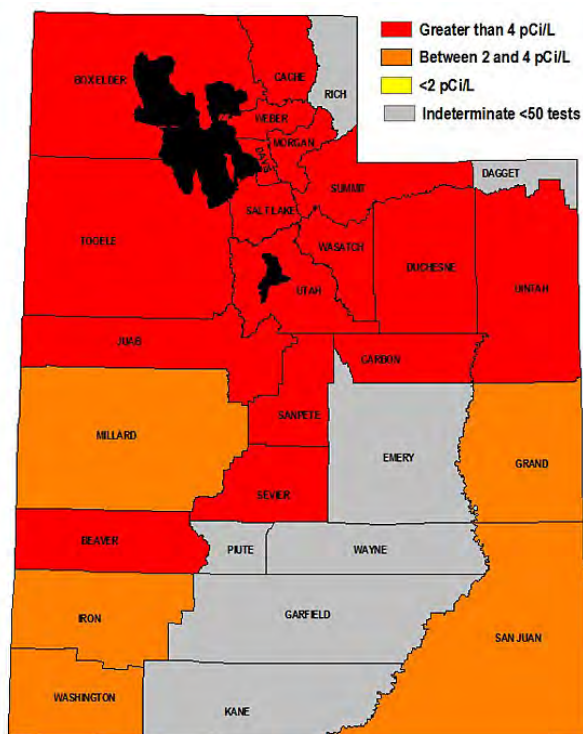 Greater than 4 pCi/L
Between 2 and 4 pCi/L
<2 pCi/L
Indeterminate <50 tests
BOXELDER
CACHE
RICH
WEBER
MORGAN
DAVIS
DAGGET
SUMMIT
SALT LAKE
TOOELE
WASATCH
DUCHESNE
UINTAH
UTAH
JUAB
CARBON
SANPETE
MILLARD
EMERY
GRAND
SEVIER
BEAVER
PIUTE
WAYNE
IRON
GARFIELD
SAN JUAN
WASHINGTON
KANE